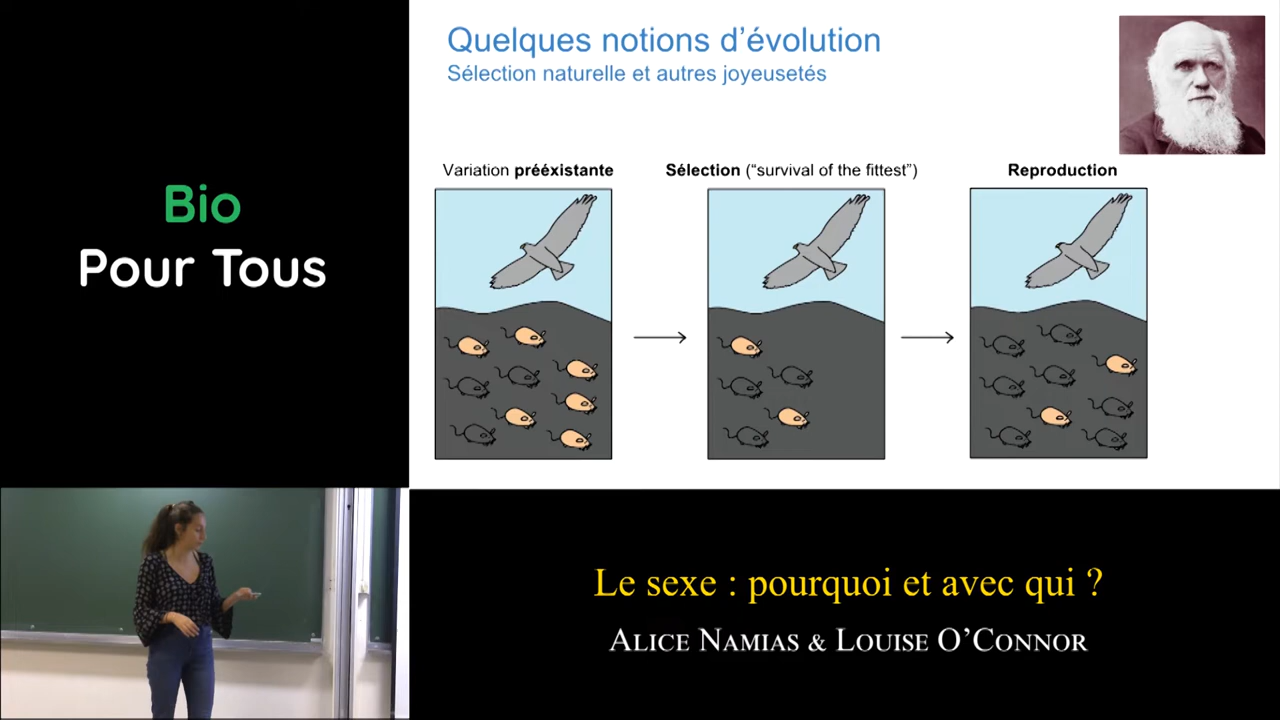 Bio
Pour Tous
Quelques notions d’évolution
Sélection naturelle et autres joyeusetés
Variation prééxistante
Sélection (“survival of the fittest”)
Reproduction
Le sexe : pourquoi et avec qui ?
Alice Namias & Louise O’Connor